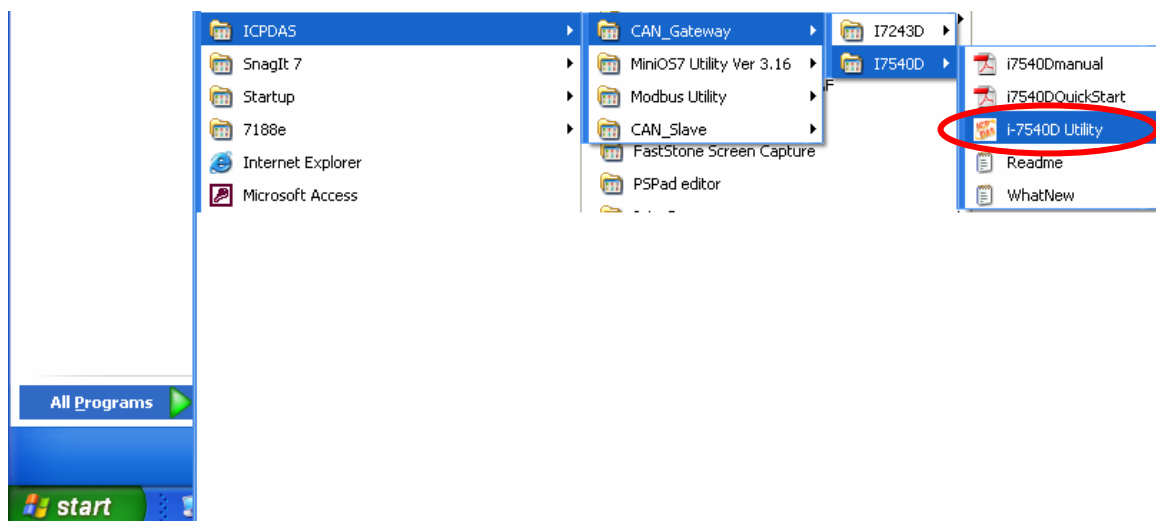 ICPDAS
SnagIt 7
Startup
7188e
Internet Explorer
Microsoft Access
CAN_Gateway
MiniOS7 Utility Ver 3.16
Modbus Utility
CAN_Slave
FastStone Screen Capture
PSPad editor
I7243D
I7540D
i7540Dmanual
i7540DQuickStart
i-7540D Utility
Readme
WhatNew
All Programs
start